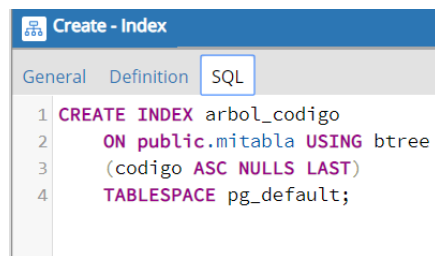 Create - Index
General Definition SQL
1 CREATE INDEX arbol_codigo
2 ON public.mitabla USING btree
3 (codigo ASC NULLS LAST)
4 TABLESPACE pg_default;